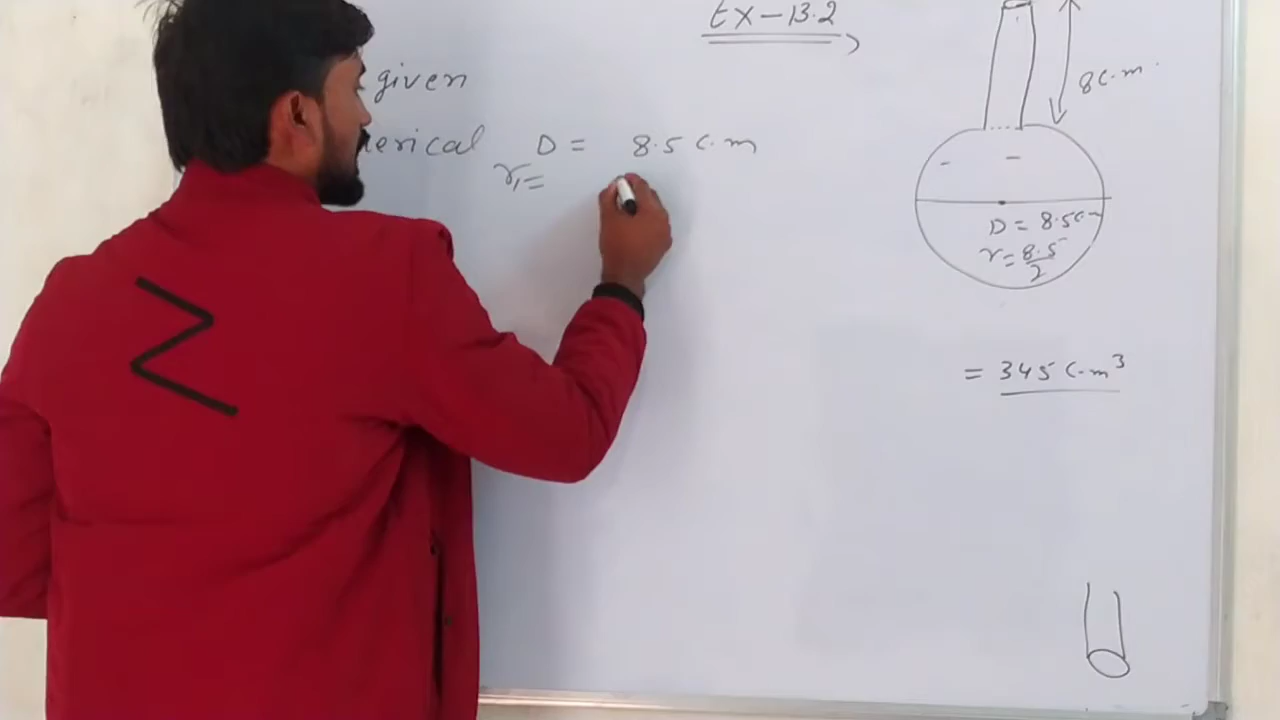 Ex-13.2
given
erical D = 8.5 c.m
r₁=
8c.m.
D = 8.5cm
r = 8.5/2
= 345 c.m³